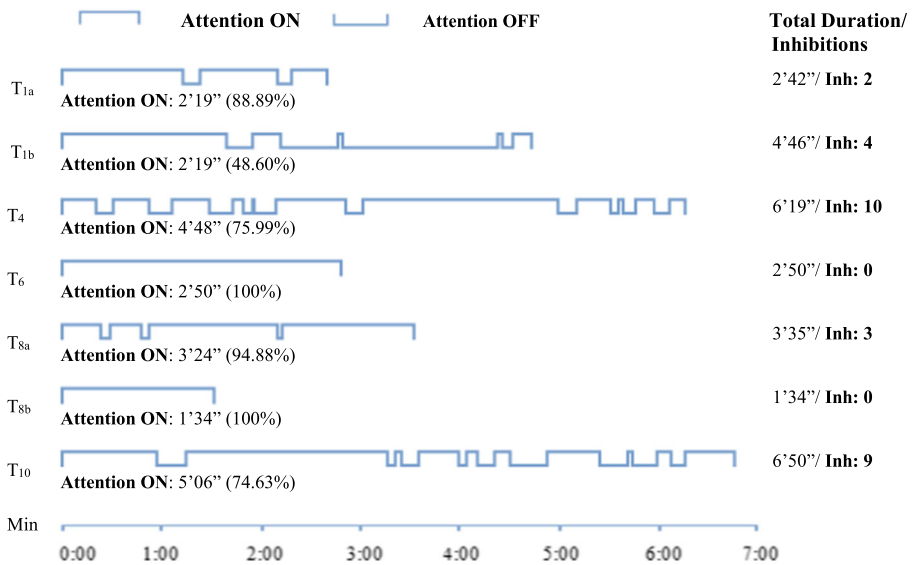 Attention ON Attention OFF Total Duration/
Inhibitions
T1a 2’42”/ Inh: 2
Attention ON: 2’19” (88.89%)
T1b 4’46”/ Inh: 4
Attention ON: 2’19” (48.60%)
T4 6’19”/ Inh: 10
Attention ON: 4’48” (75.99%)
T6 2’50”/ Inh: 0
Attention ON: 2’50” (100%)
T8a 3’35”/ Inh: 3
Attention ON: 3’24” (94.88%)
T8b 1’34”/ Inh: 0
Attention ON: 1’34” (100%)
T10 6’50”/ Inh: 9
Attention ON: 5’06” (74.63%)
Min
0:00 1:00 2:00 3:00 4:00 5:00 6:00 7:00